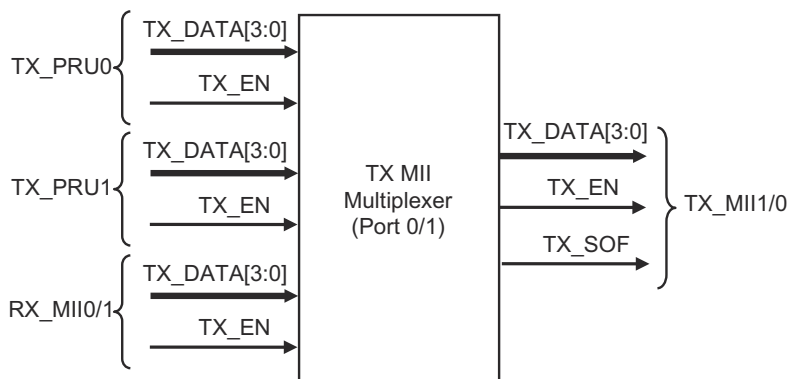 TX_DATA[3:0]
TX_PRU0
TX_EN
TX_DATA[3:0]
TX_PRU1
TX_EN
TX_DATA[3:0]
RX_MII0/1
TX_EN
TX MII
Multiplexer
(Port 0/1)
TX_DATA[3:0]
TX_EN
TX_MII1/0
TX_SOF